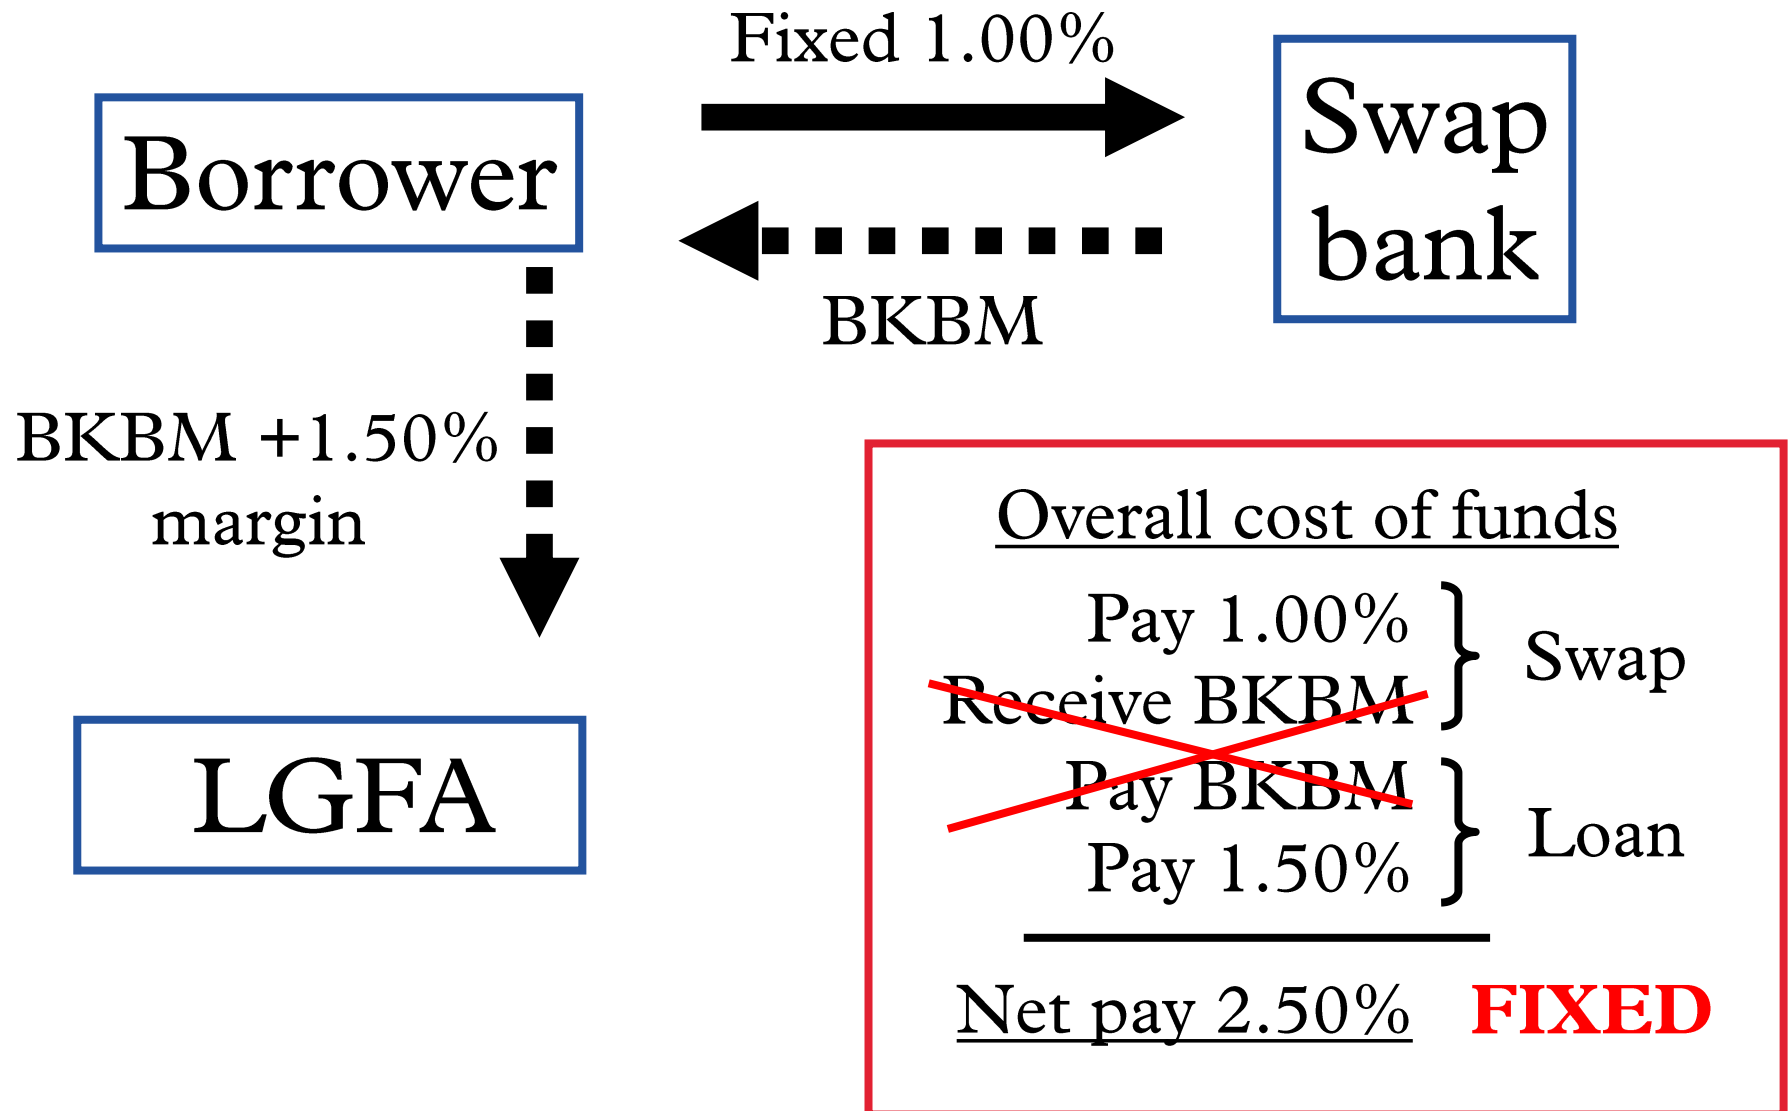 Fixed 1.00%
Borrower
Swap
bank
BKBM
BKBM +1.50%
margin
LGFA
Overall cost of funds
Pay 1.00%
Receive BKBM
Swap
Pay BKBM
Pay 1.50%
Loan
Net pay 2.50% FIXED